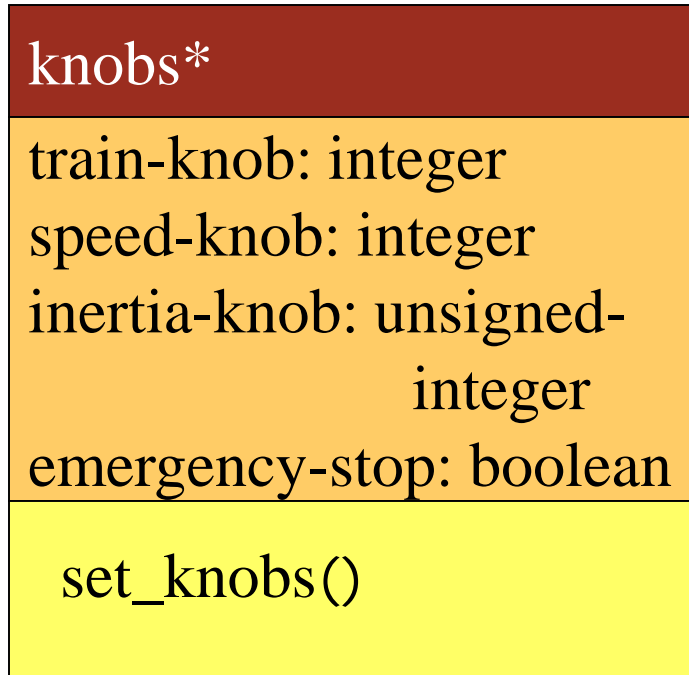 knobs*
train-knob: integer
speed-knob: integer
inertia-knob: unsigned-
integer
emergency-stop: boolean
set_knobs()